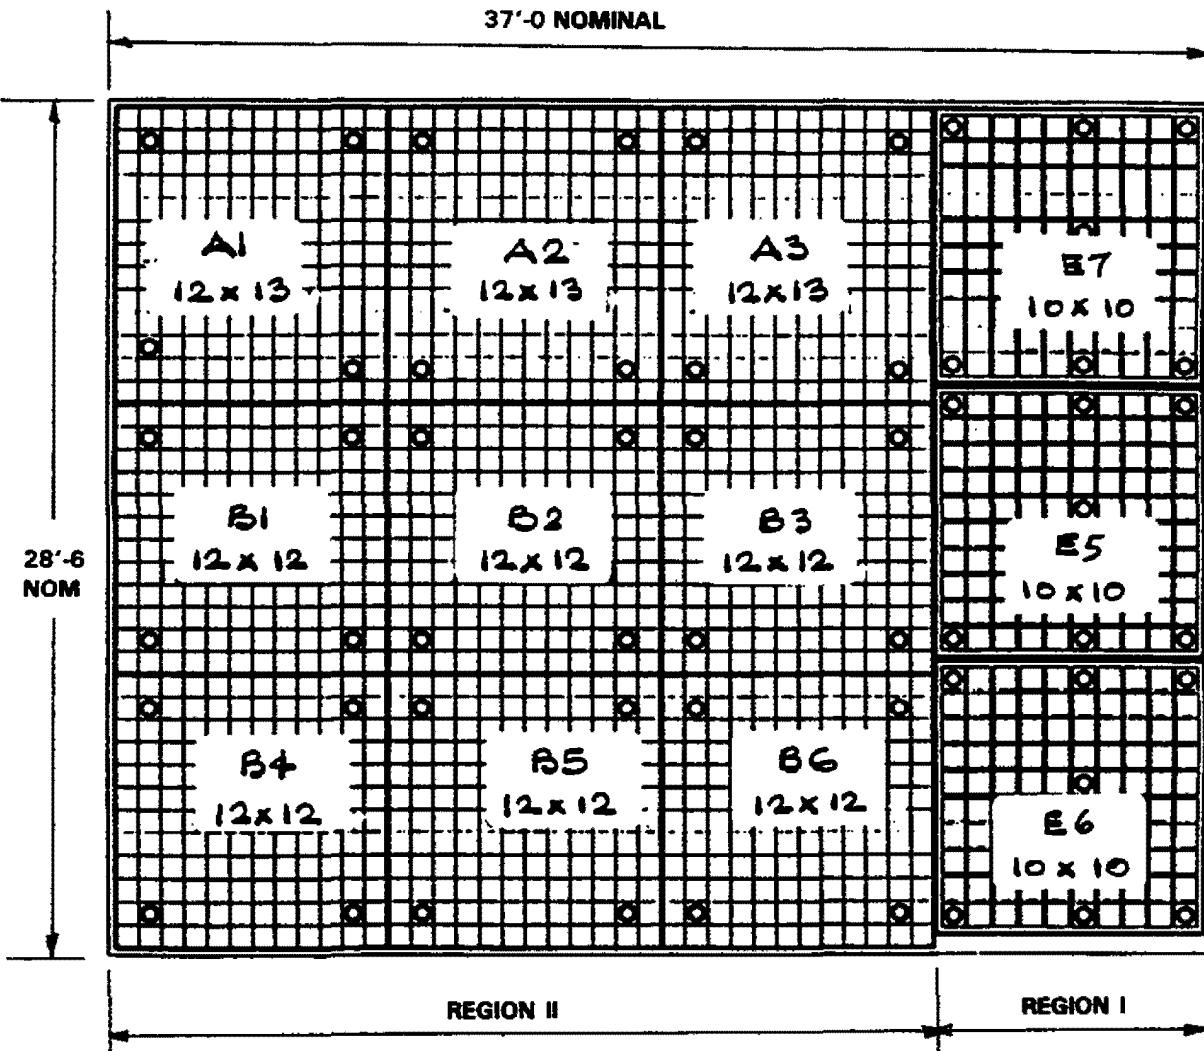 37'-0 NOMINAL
A1
12 x 13
A2
12 x 13
A3
12 x 13
E7
10 x 10
28'-6
NOM
B1
12 x 12
B2
12 x 12
B3
12 x 12
E5
10 x 10
B4
12 x 12
B5
12 x 12
B6
12 x 12
E6
10 x 10
REGION II
REGION I